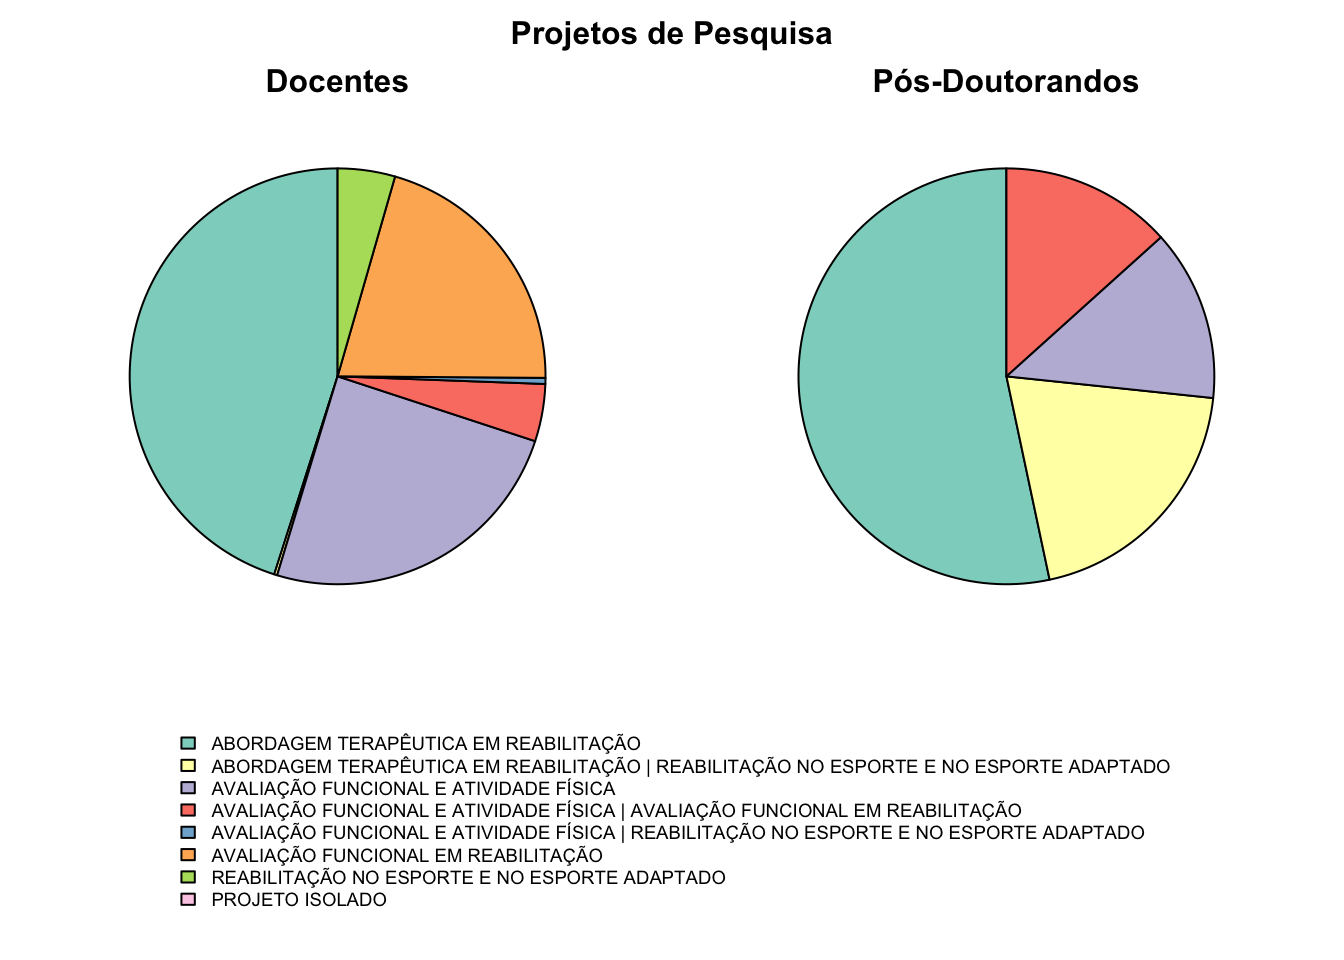 Projetos de Pesquisa
Docentes
Pós-Doutorandos
ABORDAGEM TERAPÊUTICA EM REABILITAÇÃO
ABORDAGEM TERAPÊUTICA EM REABILITAÇÃO | REABILITAÇÃO NO ESPORTE E NO ESPORTE ADAPTADO
AVALIAÇÃO FUNCIONAL E ATIVIDADE FÍSICA
AVALIAÇÃO FUNCIONAL E ATIVIDADE FÍSICA | AVALIAÇÃO FUNCIONAL EM REABILITAÇÃO
AVALIAÇÃO FUNCIONAL E ATIVIDADE FÍSICA | REABILITAÇÃO NO ESPORTE E NO ESPORTE ADAPTADO
AVALIAÇÃO FUNCIONAL EM REABILITAÇÃO
REABILITAÇÃO NO ESPORTE E NO ESPORTE ADAPTADO
PROJETO ISOLADO